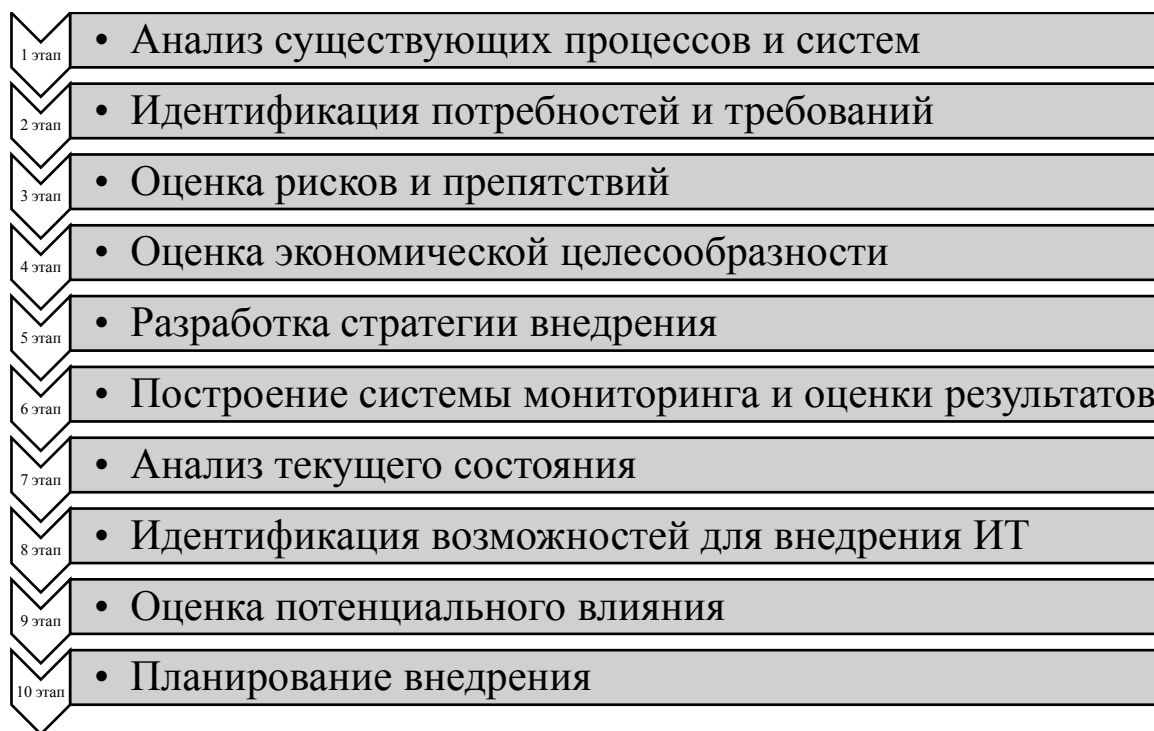 1 этап
• Анализ существующих процессов и систем
2 этап
• Идентификация потребностей и требований
3 этап
• Оценка рисков и препятствий
4 этап
• Оценка экономической целесообразности
5 этап
• Разработка стратегии внедрения
6 этап
• Построение системы мониторинга и оценки результатов
7 этап
• Анализ текущего состояния
8 этап
• Идентификация возможностей для внедрения ИТ
9 этап
• Оценка потенциального влияния
10 этап
• Планирование внедрения